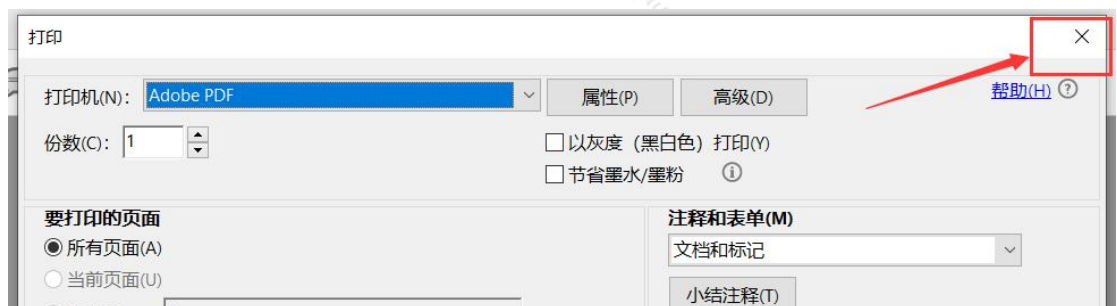 打印
打印机(N): Adobe PDF 属性(P) 高级(D) 帮助(H) ?
份数(C): 1 以灰度（黑白色）打印(Y)
节省墨水/墨粉 i
要打印的页面 注释和表单(M)
所有页面(A) 文档和标记
当前页面(U)
小结注释(T)